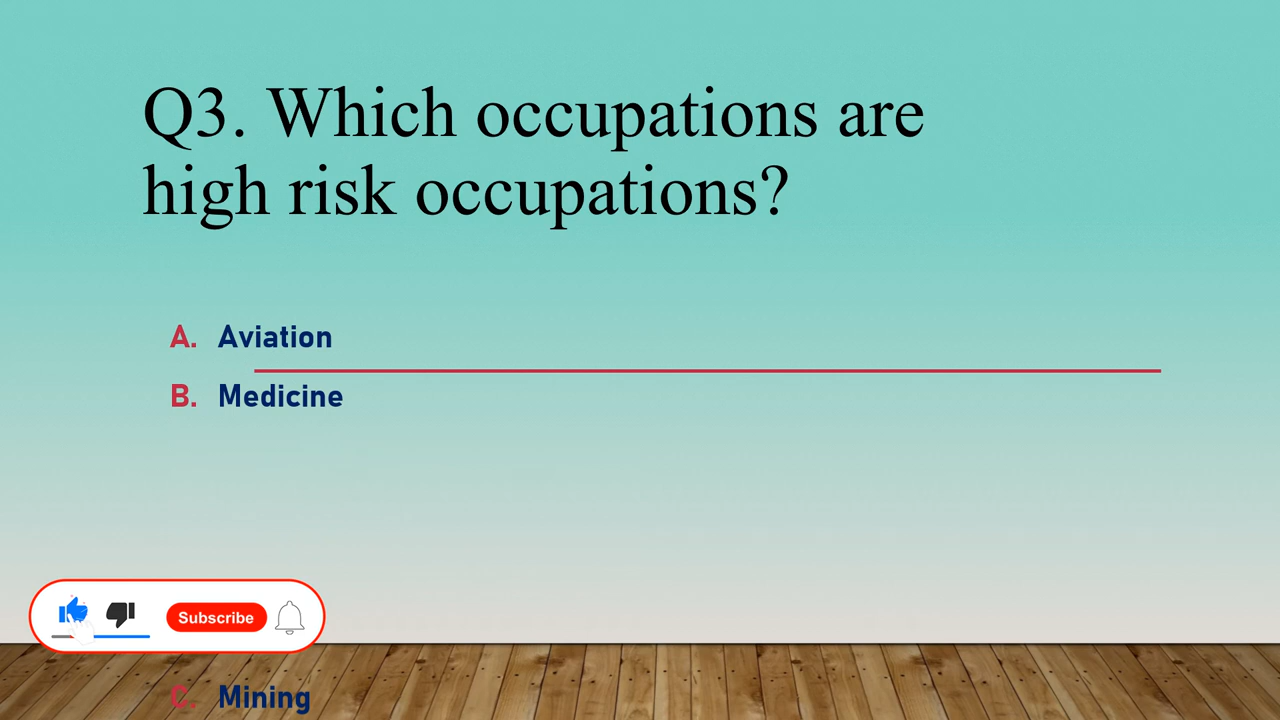 Q3. Which occupations are
high risk occupations?
A. Aviation
B. Medicine
Subscribe
C. Mining